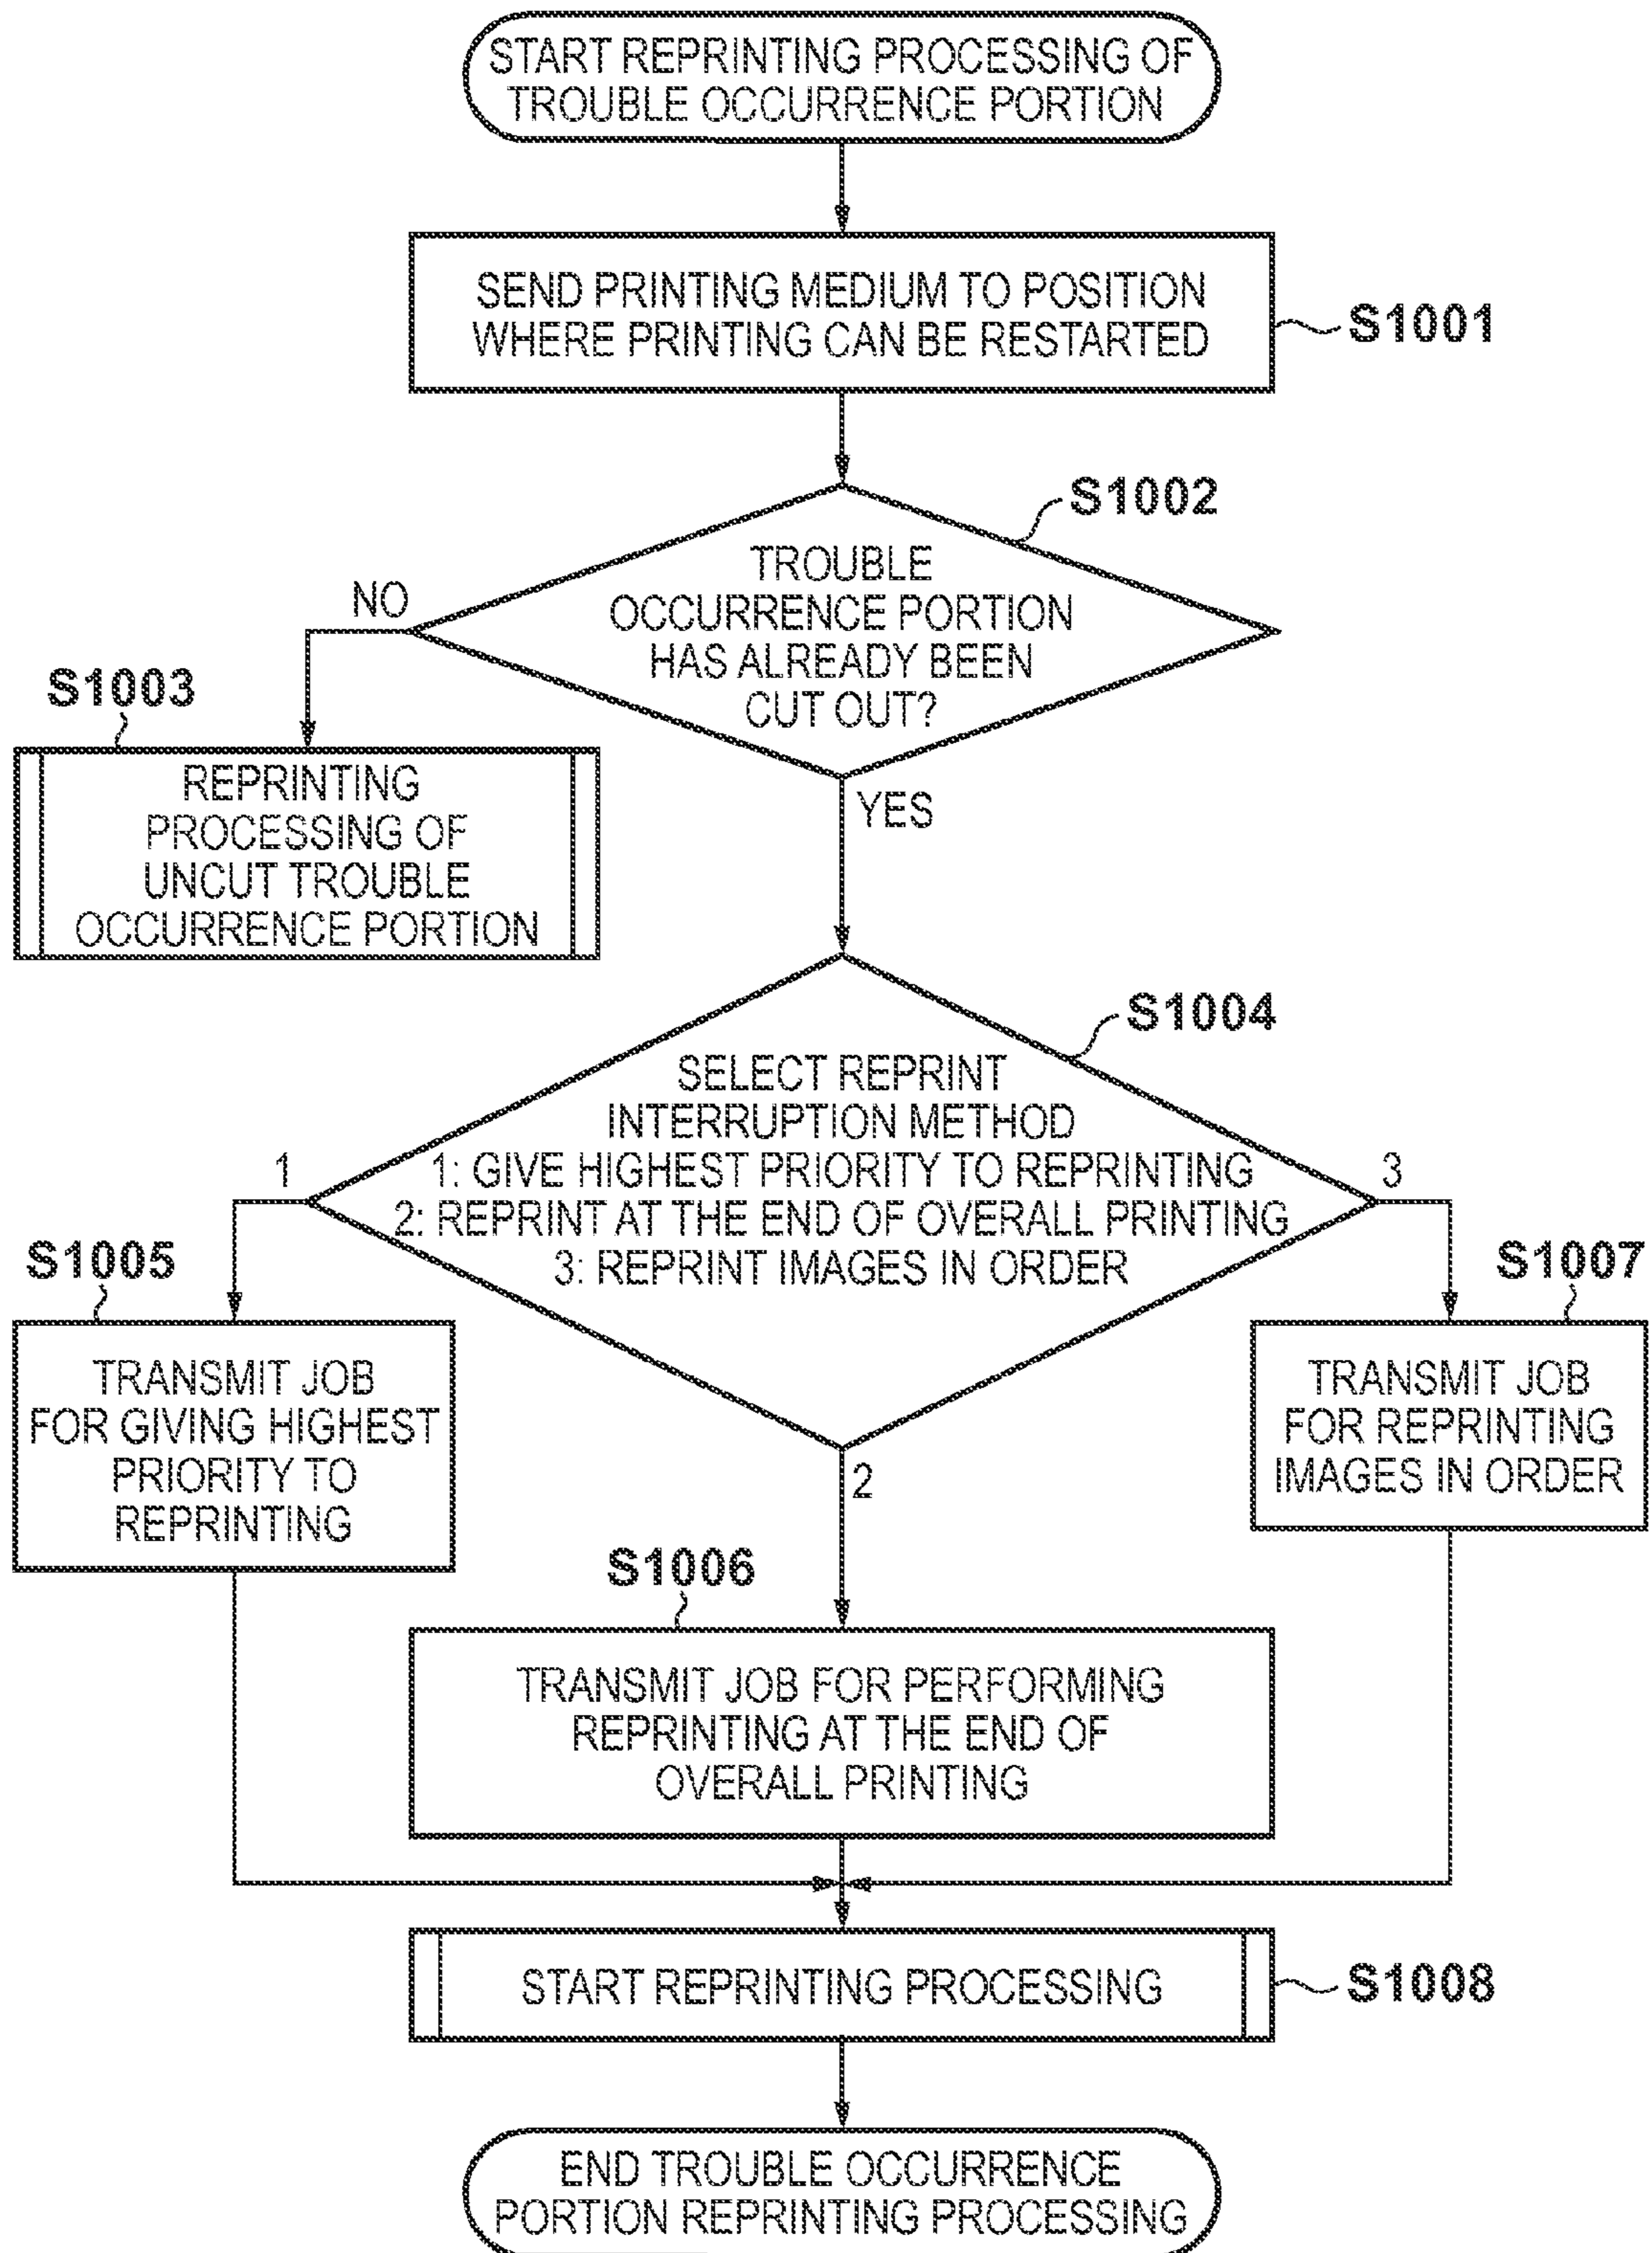 START REPRINTING PROCESSING OF
TROUBLE OCCURRENCE PORTION
SEND PRINTING MEDIUM TO POSITION
WHERE PRINTING CAN BE RESTARTED
S1001
S1002
TROUBLE
OCCURRENCE PORTION
HAS ALREADY BEEN
CUT OUT?
NO
YES
S1003
REPRINTING
PROCESSING OF
UNCUT TROUBLE
OCCURRENCE PORTION
S1004
SELECT REPRINT
INTERRUPTION METHOD
1: GIVE HIGHEST PRIORITY TO REPRINTING
2: REPRINT AT THE END OF OVERALL PRINTING
3: REPRINT IMAGES IN ORDER
1
3
2
S1005
TRANSMIT JOB
FOR GIVING HIGHEST
PRIORITY TO
REPRINTING
S1007
TRANSMIT JOB
FOR REPRINTING
IMAGES IN ORDER
S1006
TRANSMIT JOB FOR PERFORMING
REPRINTING AT THE END OF
OVERALL PRINTING
START REPRINTING PROCESSING
S1008
END TROUBLE OCCURRENCE
PORTION REPRINTING PROCESSING